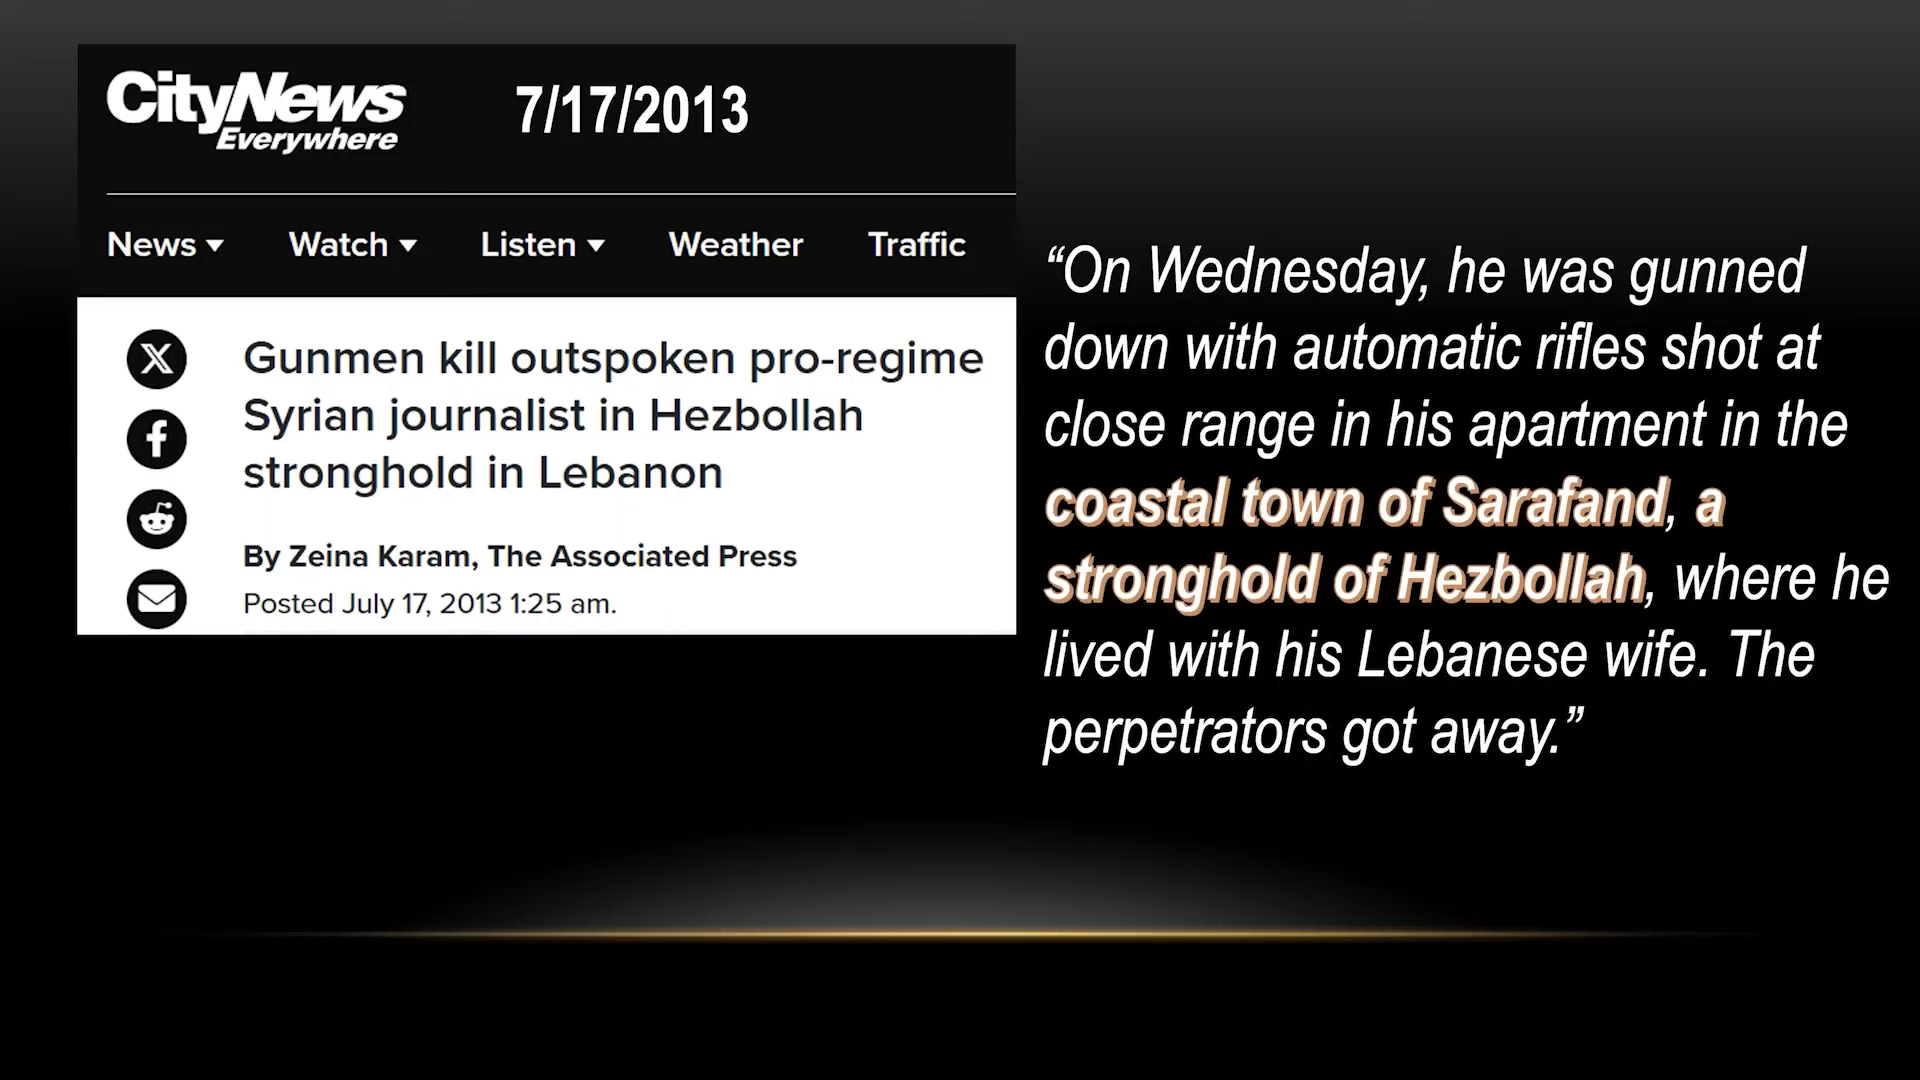 CityNews
Everywhere
7/17/2013
News Watch Listen Weather Traffic
Gunmen kill outspoken pro-regime
Syrian journalist in Hezbollah
stronghold in Lebanon
By Zeina Karam, The Associated Press
Posted July 17, 2013 1:25 am.
“On Wednesday, he was gunned
down with automatic rifles shot at
close range in his apartment in the
coastal town of Sarafand, a
stronghold of Hezbollah, where he
lived with his Lebanese wife. The
perpetrators got away.”